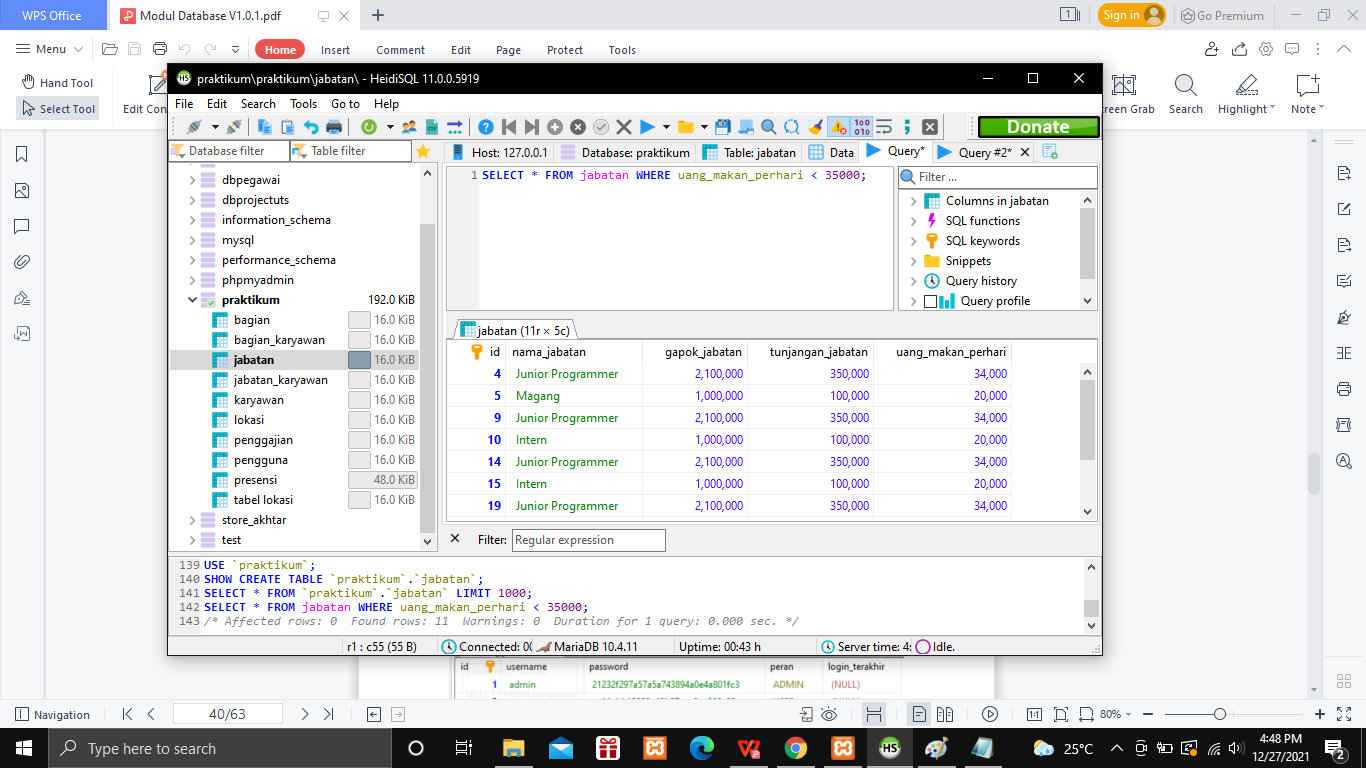 WPS Office
Modul Database V1.0.1.pdf
1
Sign in
Go Premium
Menu
Home
Insert
Comment
Edit
Page
Protect
Tools
Hand Tool
Select Tool
Edit Con
reen Grab
Search
Highlight
Note
HS praktikum\praktikum\jabatan\ - HeidiSQL 11.0.0.5919
File Edit Search Tools Go to Help
Donate
Database filter
Table filter
Host: 127.0.0.1
Database: praktikum
Table: jabatan
Data
Query*
Query #2*
dbpegawai
dbprojectuts
information_schema
mysql
performance_schema
phpmyadmin
praktikum 192.0 KiB
bagian 16.0 KiB
bagian_karyawan 16.0 KiB
jabatan 16.0 KiB
jabatan_karyawan 16.0 KiB
karyawan 16.0 KiB
lokasi 16.0 KiB
penggajian 16.0 KiB
pengguna 16.0 KiB
presensi 48.0 KiB
tabel lokasi 16.0 KiB
store_akhtar
test
1 SELECT * FROM jabatan WHERE uang_makan_perhari < 35000;
Filter ...
Columns in jabatan
SQL functions
SQL keywords
Snippets
Query history
Query profile
jabatan (11r × 5c)
id nama_jabatan gapok_jabatan tunjangan_jabatan uang_makan_perhari
4 Junior Programmer 2,100,000 350,000 34,000
5 Magang 1,000,000 100,000 20,000
9 Junior Programmer 2,100,000 350,000 34,000
10 Intern 1,000,000 100,000 20,000
14 Junior Programmer 2,100,000 350,000 34,000
15 Intern 1,000,000 100,000 20,000
19 Junior Programmer 2,100,000 350,000 34,000
Filter: Regular expression
139 USE `praktikum`;
140 SHOW CREATE TABLE `praktikum`.`jabatan`;
141 SELECT * FROM `praktikum`.`jabatan` LIMIT 1000;
142 SELECT * FROM jabatan WHERE uang_makan_perhari < 35000;
143 /* Affected rows: 0 Found rows: 11 Warnings: 0 Duration for 1 query: 0.000 sec. */
r1 : c55 (55 B)
Connected: 00
MariaDB 10.4.11
Uptime: 00:43 h
Server time: 4:
Idle.
id username password peran login_terakhir
1 admin 21232f297a57a5a743894a0e4a801fc3 ADMIN (NULL)
Navigation
40/63
80%
Type here to search
HS
25°C
4:48 PM
12/27/2021
2